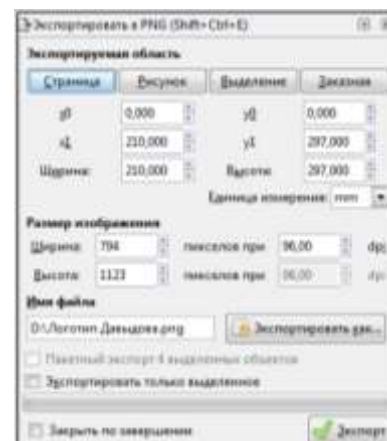 Экспортировать в PNG (Shift+Ctrl+E)
Экспортируемая область
Страница Рисунок Выделение Заказная
x0 0,000 y0 0,000
x1 210,000 y1 297,000
Ширина: 210,000 Высота: 297,000
Единица измерения: mm
Размер изображения
Ширина: 794 пикселов при 96,00 dpi
Высота: 1123 пикселов при 96,00 dpi
Имя файла
D:\Логотип Давыдова.png Экспортировать как...
Пакетный экспорт 4 выделенных объектов
Экспортировать только выделенное
Закрыть по завершении Экспорт